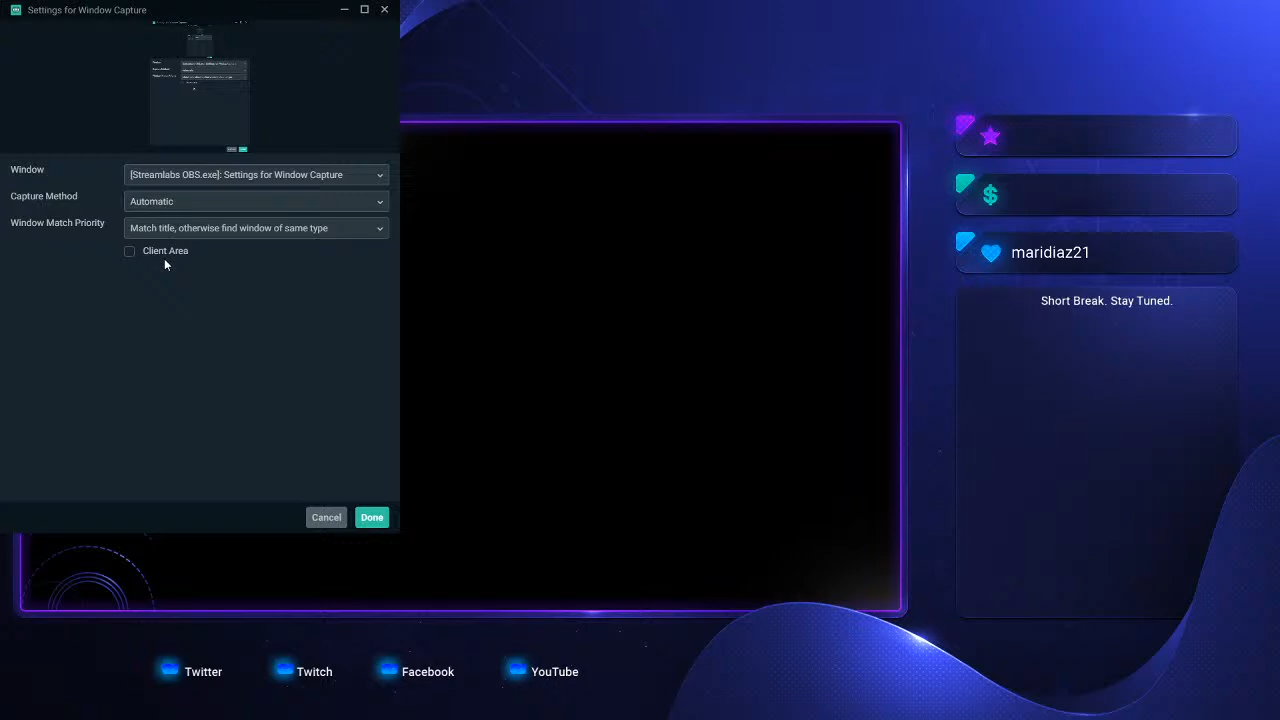 Settings for Window Capture
Window
[Streamlabs OBS.exe]: Settings for Window Capture
Capture Method
Automatic
Window Match Priority
Match title, otherwise find window of same type
Client Area
Cancel
Done
$
maridiaz21
Short Break. Stay Tuned.
Twitter
Twitch
Facebook
YouTube